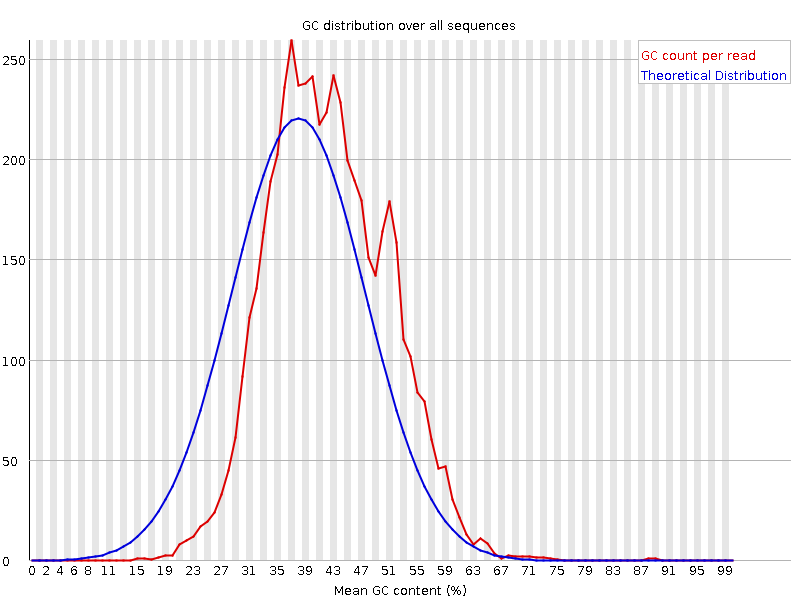 GC distribution over all sequences
GC count per read
Theoretical Distribution
250
200
150
100
50
0
0 2 4 6 8 11 15 19 23 27 31 35 39 43 47 51 55 59 63 67 71 75 79 83 87 91 95 99
Mean GC content (%)